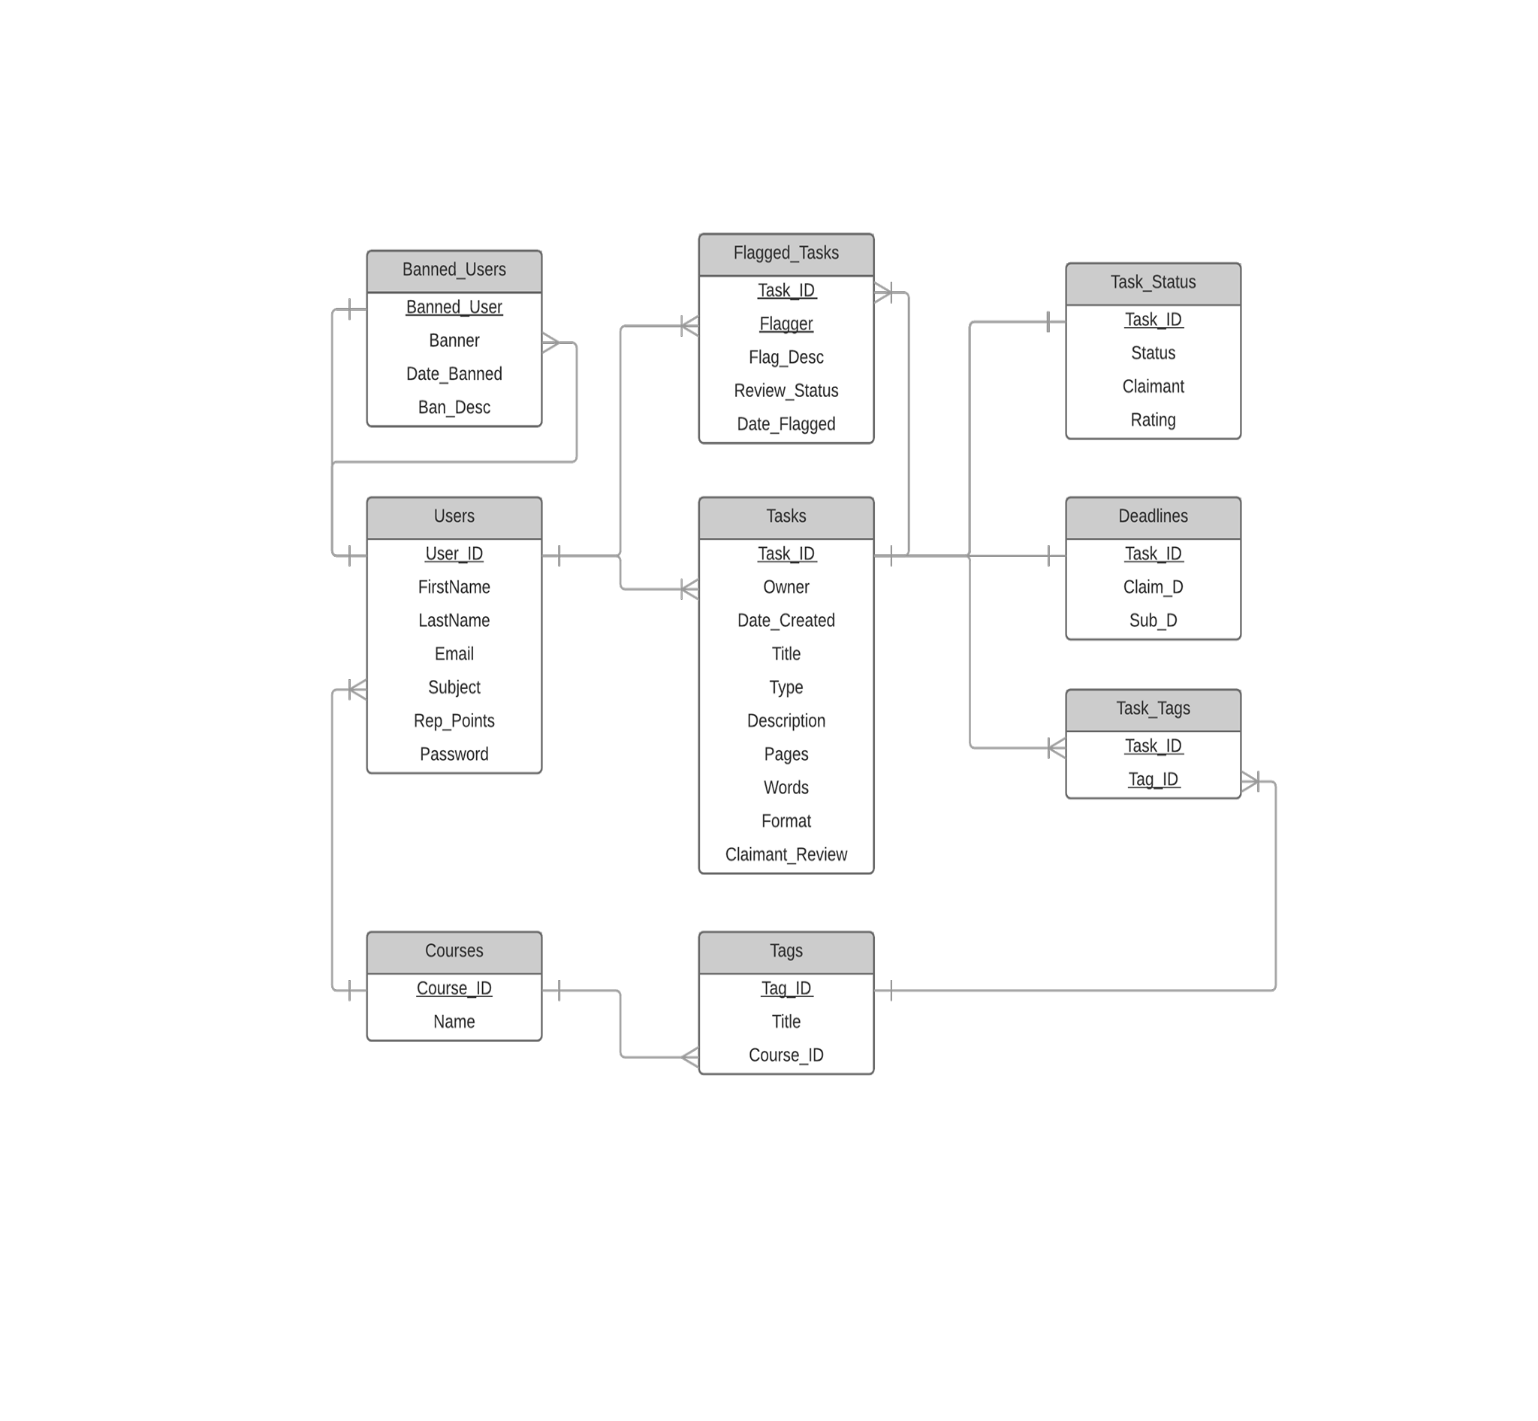 Banned_Users
Banned_User
Banner
Date_Banned
Ban_Desc
Flagged_Tasks
Task_ID
Flagger
Flag_Desc
Review_Status
Date_Flagged
Task_Status
Task_ID
Status
Claimant
Rating
Users
User_ID
FirstName
LastName
Email
Subject
Rep_Points
Password
Tasks
Task_ID
Owner
Date_Created
Title
Type
Description
Pages
Words
Format
Claimant_Review
Deadlines
Task_ID
Claim_D
Sub_D
Task_Tags
Task_ID
Tag_ID
Courses
Course_ID
Name
Tags
Tag_ID
Title
Course_ID